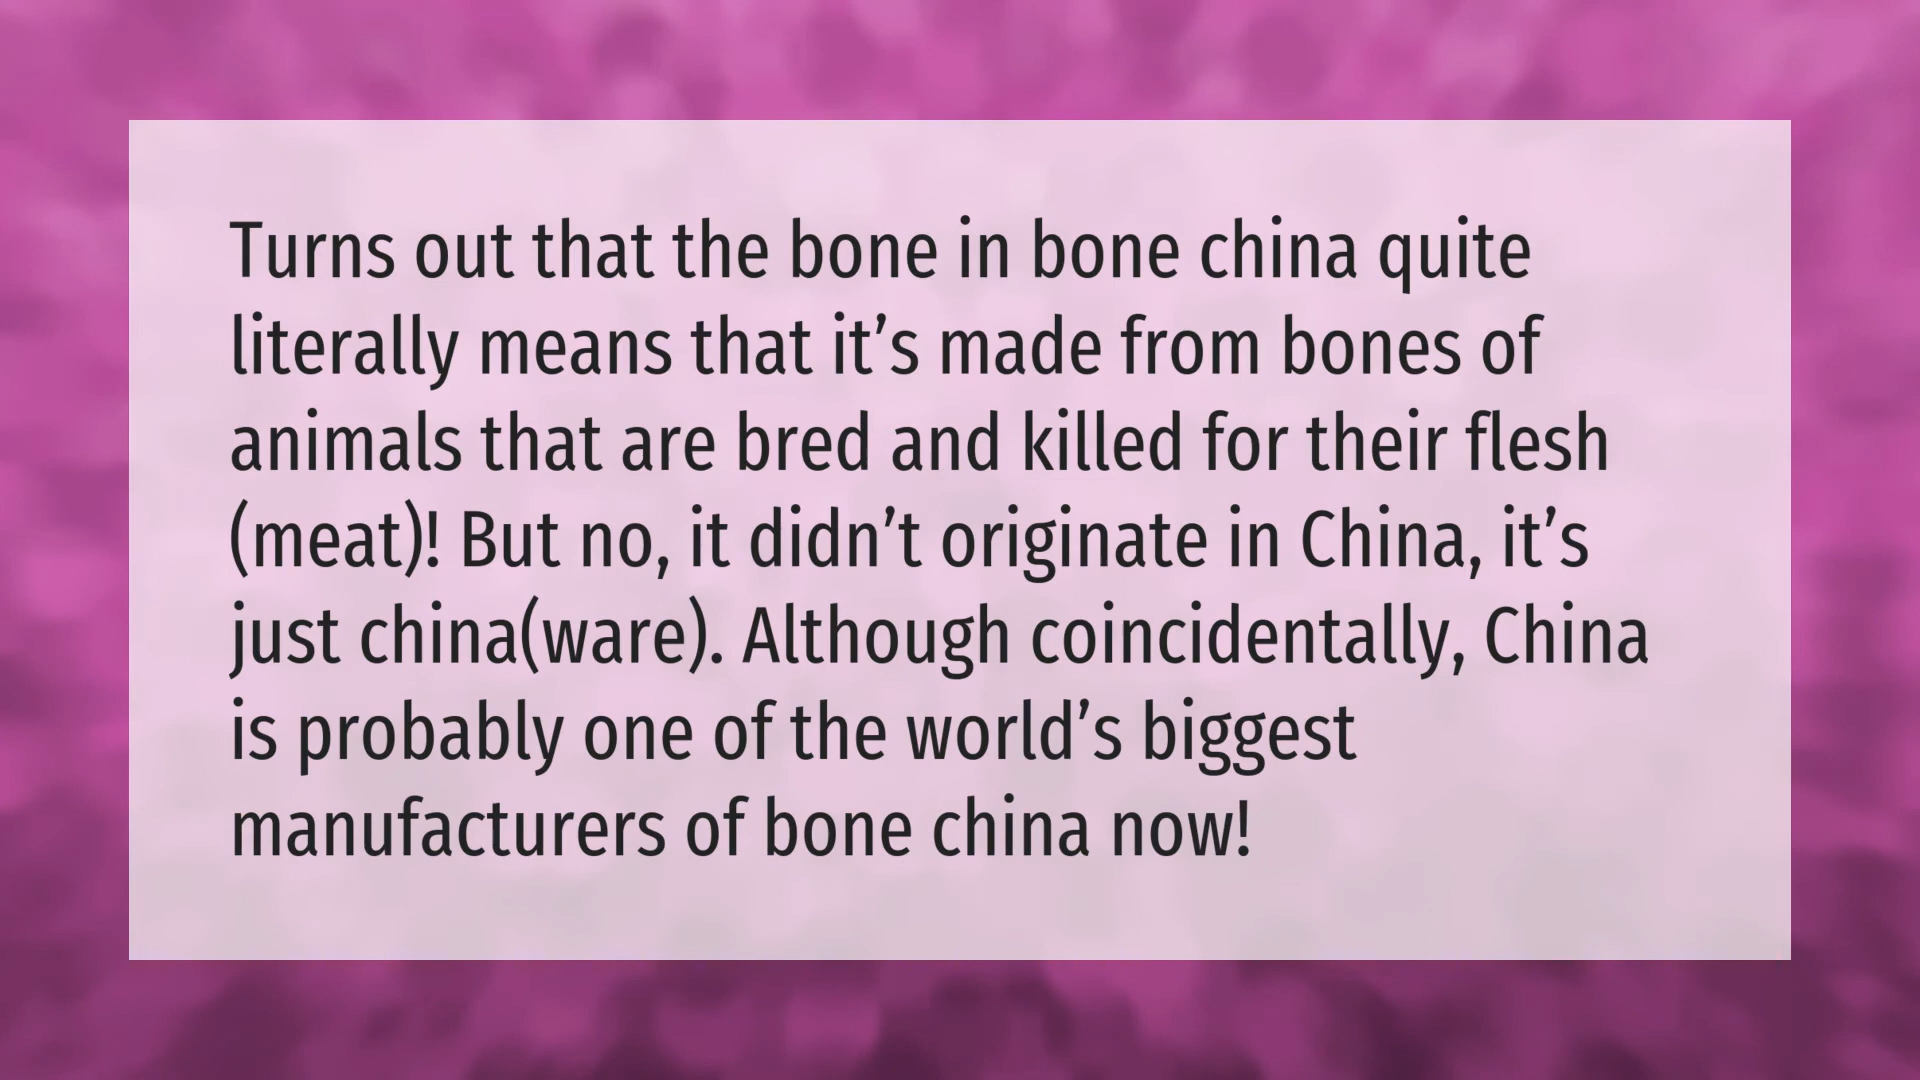 Turns out that the bone in bone china quite
literally means that it’s made from bones of
animals that are bred and killed for their flesh
(meat)! But no, it didn’t originate in China, it’s
just china(ware). Although coincidentally, China
is probably one of the world’s biggest
manufacturers of bone china now!